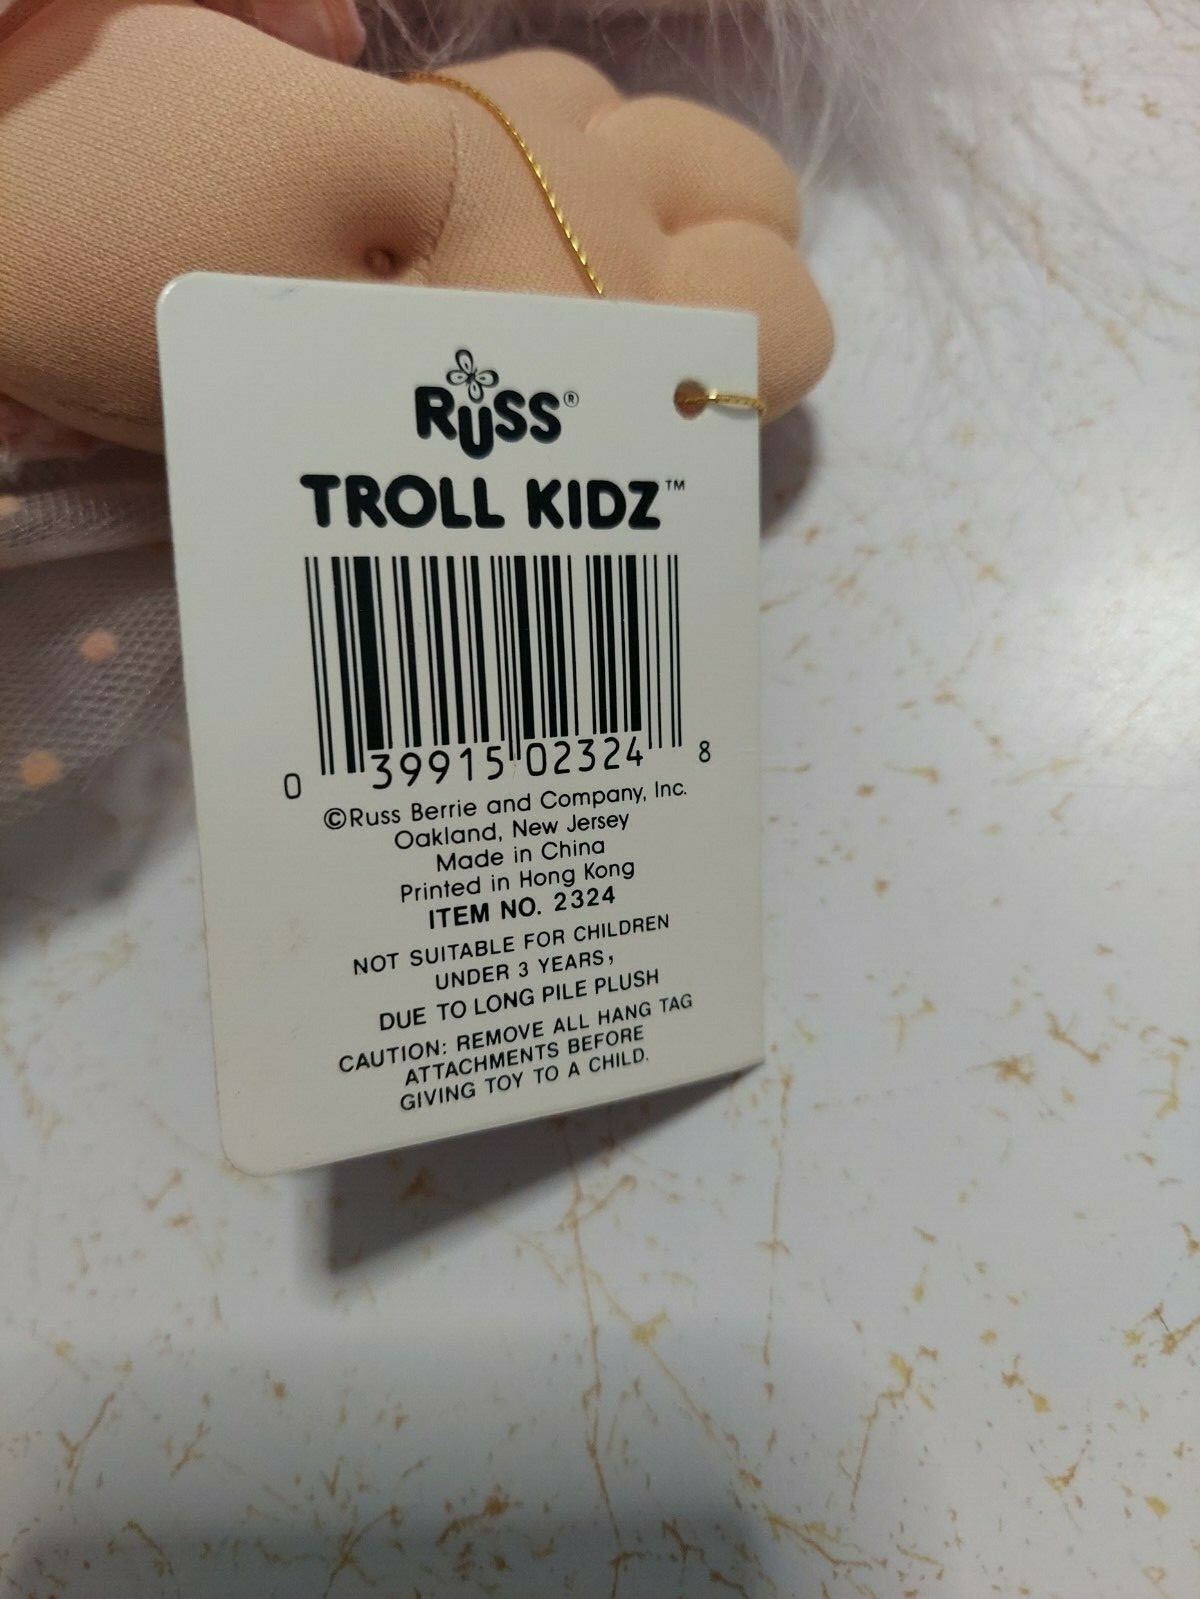 RUSS®
TROLL KIDZ™
0 39915 02324 8
©Russ Berrie and Company, Inc.
Oakland, New Jersey
Made in China
Printed in Hong Kong
ITEM NO. 2324
NOT SUITABLE FOR CHILDREN
UNDER 3 YEARS,
DUE TO LONG PILE PLUSH
CAUTION: REMOVE ALL HANG TAG
ATTACHMENTS BEFORE
GIVING TOY TO A CHILD.